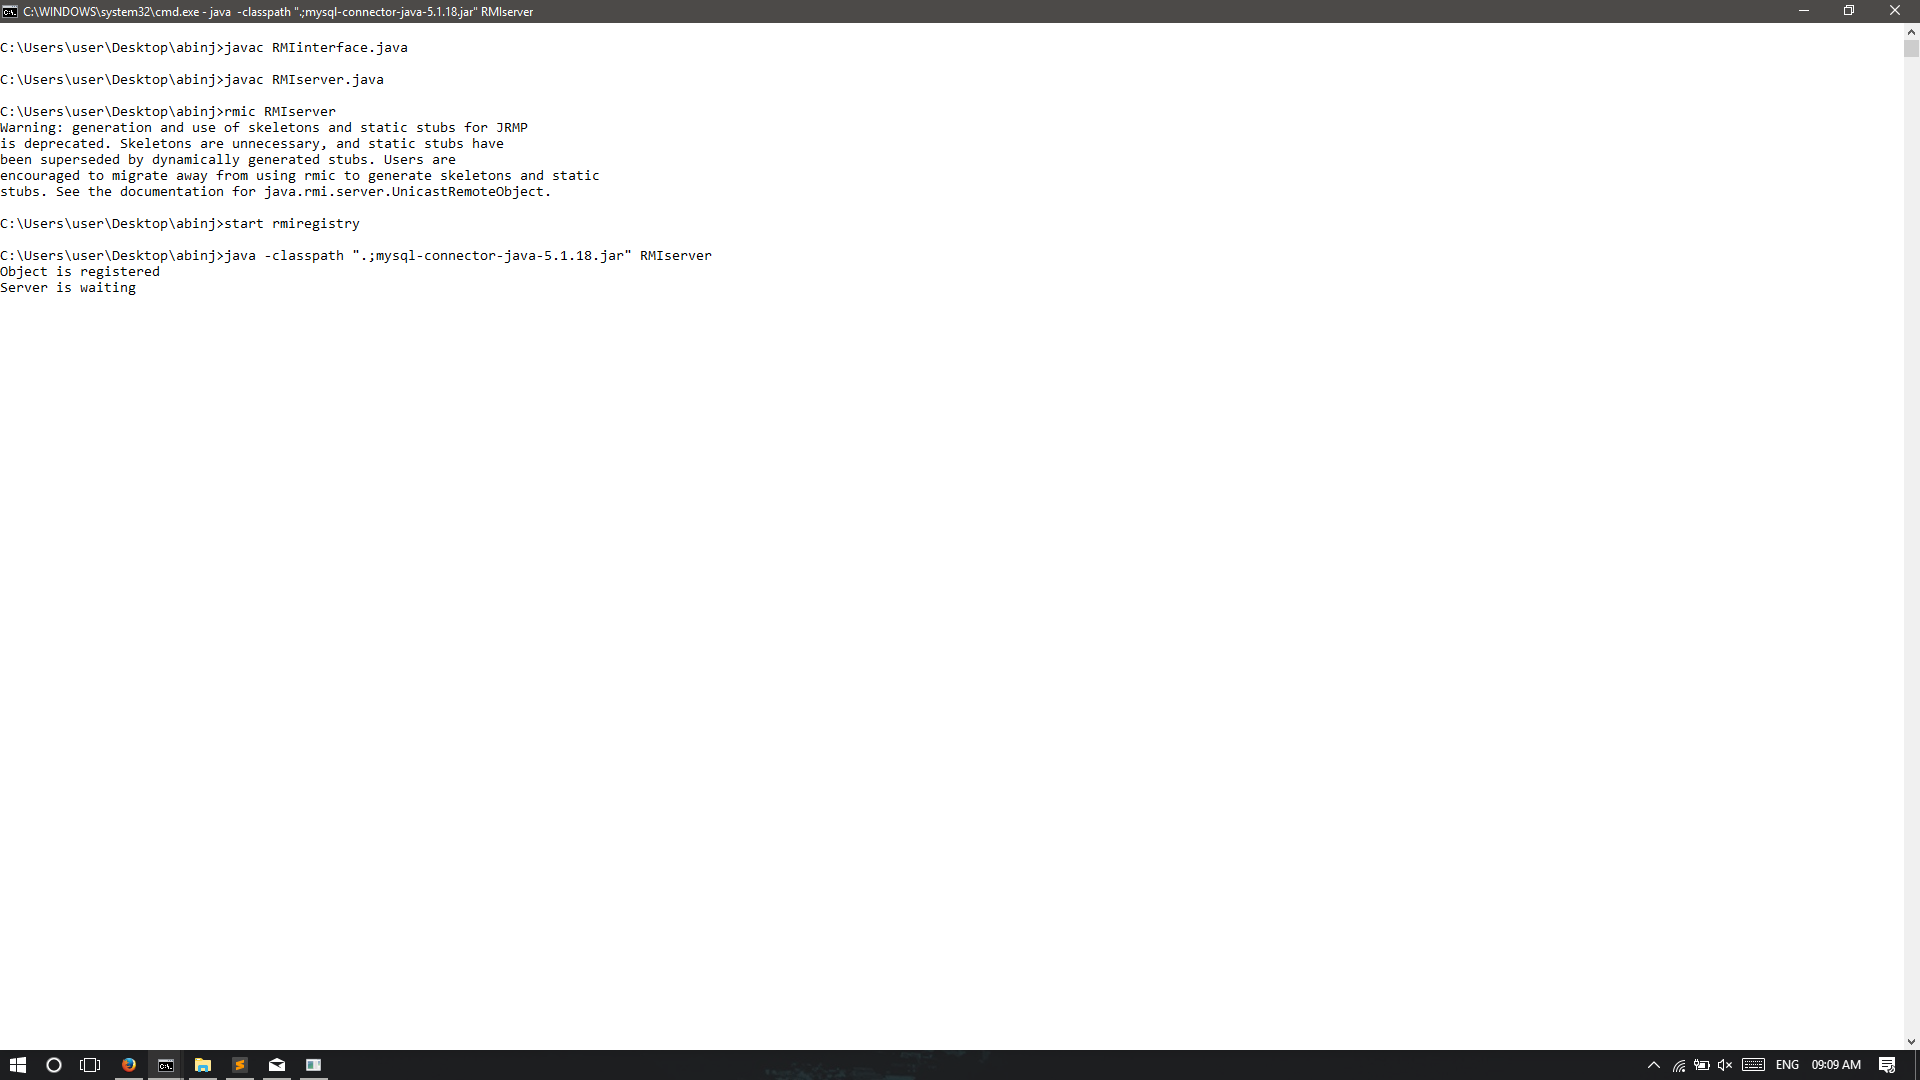 C:\WINDOWS\system32\cmd.exe - java  -classpath ".;mysql-connector-java-5.1.18.jar" RMIserver
C:\Users\user\Desktop\abinj>javac RMIinterface.java
C:\Users\user\Desktop\abinj>javac RMIserver.java
C:\Users\user\Desktop\abinj>rmic RMIserver
Warning: generation and use of skeletons and static stubs for JRMP
is deprecated. Skeletons are unnecessary, and static stubs have
been superseded by dynamically generated stubs. Users are
encouraged to migrate away from using rmic to generate skeletons and static
stubs. See the documentation for java.rmi.server.UnicastRemoteObject.
C:\Users\user\Desktop\abinj>start rmiregistry
C:\Users\user\Desktop\abinj>java -classpath ".;mysql-connector-java-5.1.18.jar" RMIserver
Object is registered
Server is waiting
ENG 09:09 AM